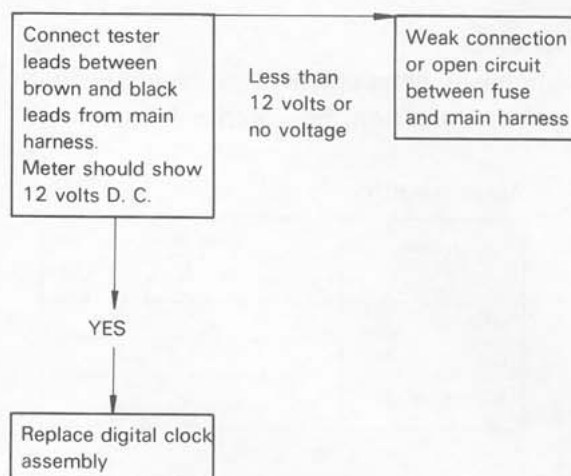 Connect tester
leads between
brown and black
leads from main
harness.
Meter should show
12 volts D. C.
Less than
12 volts or
no voltage
Weak connection
or open circuit
between fuse
and main harness
YES
Replace digital clock
assembly